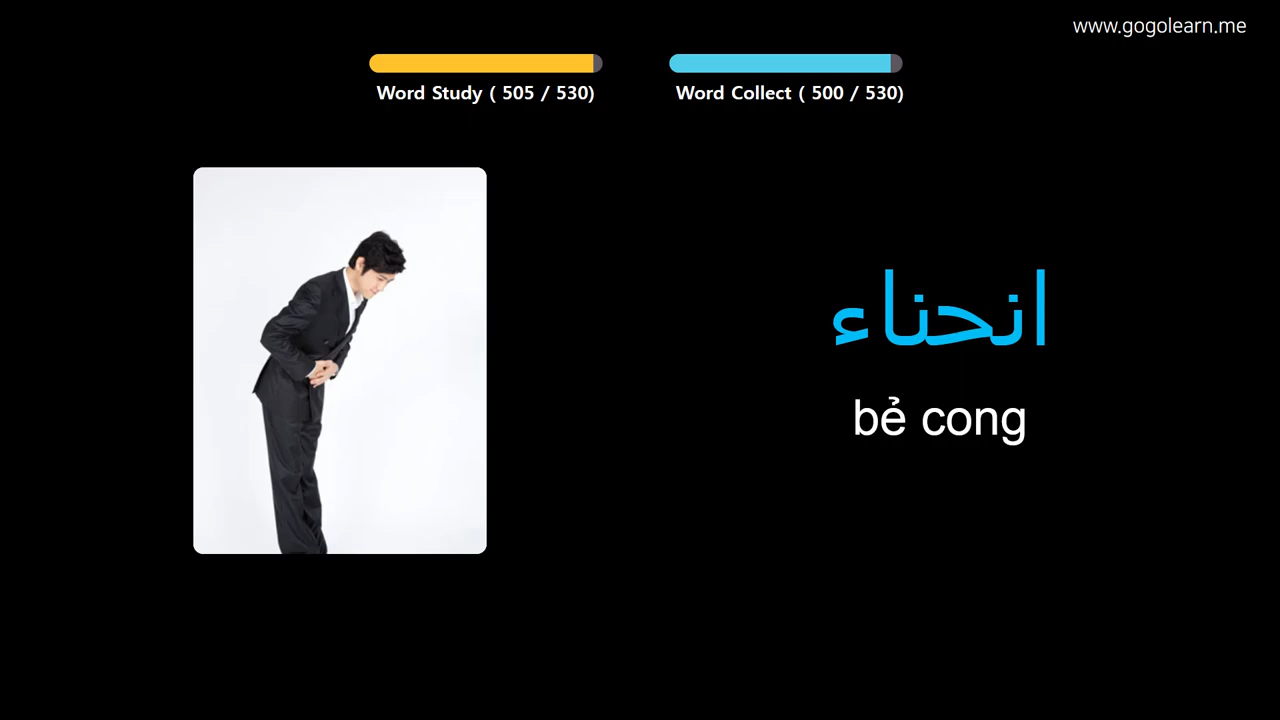 www.gogolearn.me
Word Study ( 505 / 530)
Word Collect ( 500 / 530)
انحناء
bẻ cong